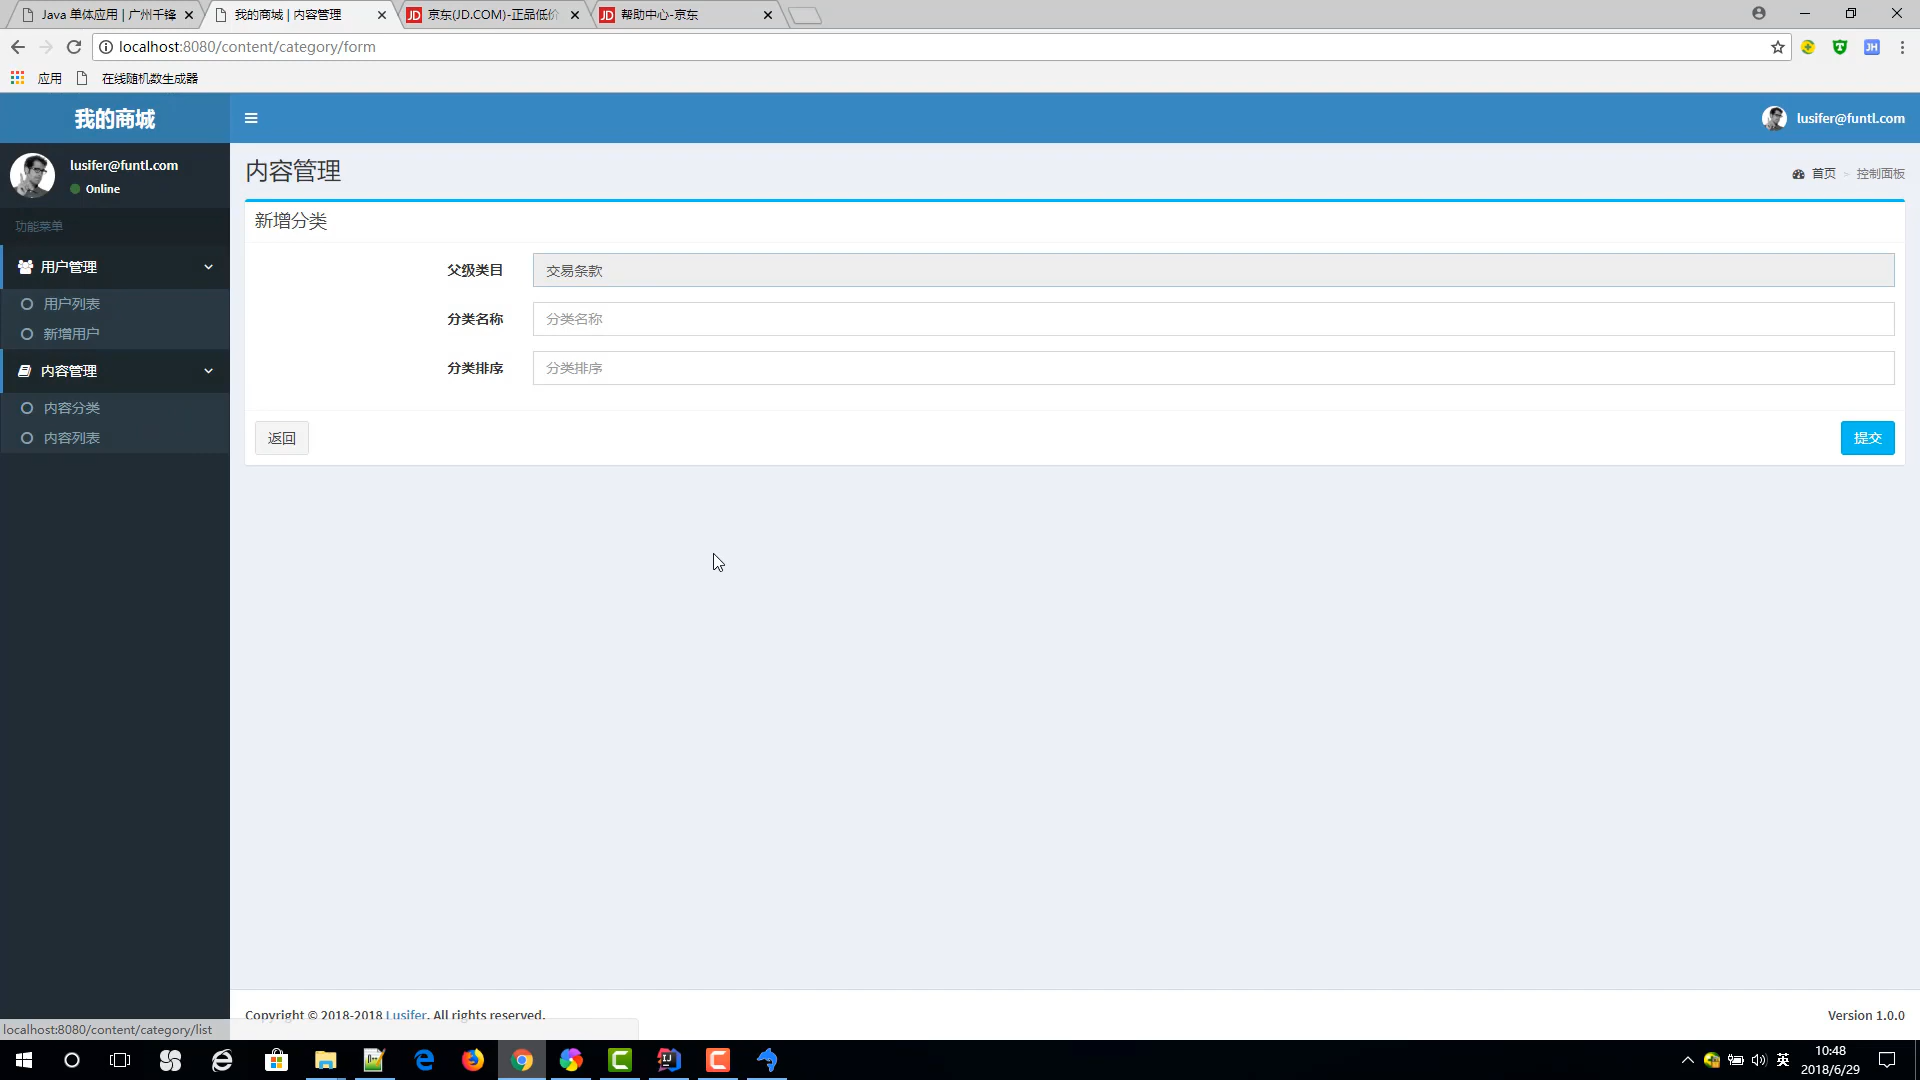 Java 单体应用 | 广州千锋
我的商城 | 内容管理
京东(JD.COM)-正品低价
帮助中心-京东
localhost:8080/content/category/form
应用
在线随机数生成器
我的商城
lusifer@funtl.com
lusifer@funtl.com
Online
功能菜单
用户管理
用户列表
新增用户
内容管理
内容分类
内容列表
内容管理
首页 > 控制面板
新增分类
父级类目 交易条款
分类名称 分类名称
分类排序 分类排序
返回
提交
Copyright © 2018-2018 Lusifer. All rights reserved.
Version 1.0.0
localhost:8080/content/category/list
英
10:48
2018/6/29